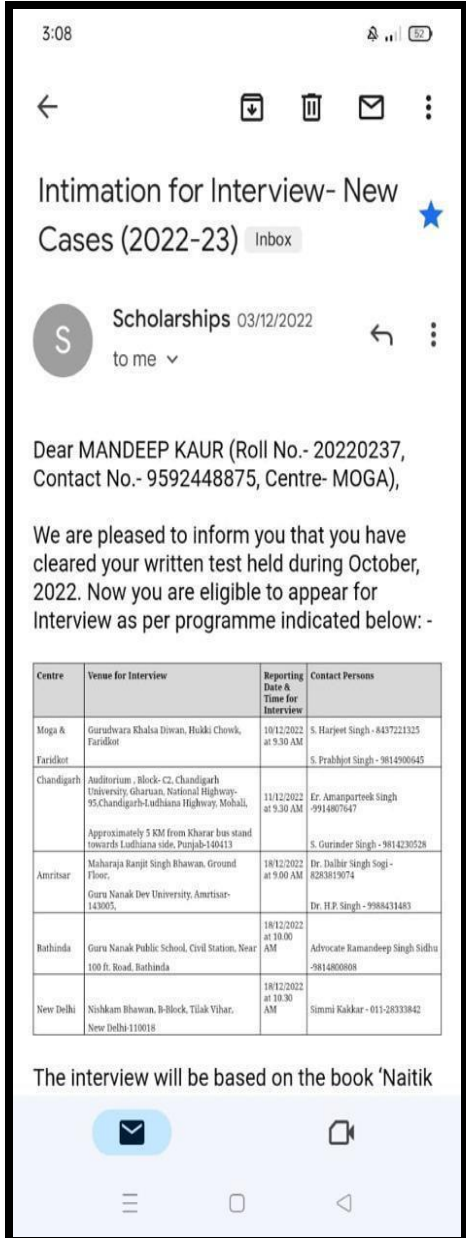 3:08
52
Intimation for Interview- New
Cases (2022-23) Inbox
S
Scholarships 03/12/2022
to me
Dear MANDEEP KAUR (Roll No.- 20220237,
Contact No.- 9592448875, Centre- MOGA),
We are pleased to inform you that you have
cleared your written test held during October,
2022. Now you are eligible to appear for
Interview as per programme indicated below: -
Centre Venue for Interview Reporting Date & Time for Interview Contact Persons
Moga & Faridkot Gurudwara Khalsa Diwan, Hukki Chowk, Faridkot 10/12/2022 at 9.30 AM S. Harjeet Singh - 8437221325
S. Prabhjot Singh - 9814900645
Chandigarh Auditorium , Block- C2, Chandigarh University, Gharuan, National Highway- 95,Chandigarh-Ludhiana Highway, Mohali, 11/12/2022 at 9.30 AM Er. Amanparteek Singh -9914807647
Approximately 5 KM from Kharar bus stand towards Ludhiana side, Punjab-140413 S. Gurinder Singh - 9814230528
Amritsar Maharaja Ranjit Singh Bhawan, Ground Floor, 18/12/2022 at 9.00 AM Dr. Dalbir Singh Sogi - 8283819074
Guru Nanak Dev University, Amrtisar- 143005, Dr. H.P. Singh - 9988431483
Bathinda Guru Nanak Public School, Civil Station, Near 100 ft. Road, Bathinda 18/12/2022 at 10.00 AM Advocate Ramandeep Singh Sidhu -9814800808
New Delhi Nishkam Bhawan, B-Block, Tilak Vihar, New Delhi-110018 18/12/2022 at 10.30 AM Simmi Kakkar - 011-28333842
The interview will be based on the book ‘Naitik